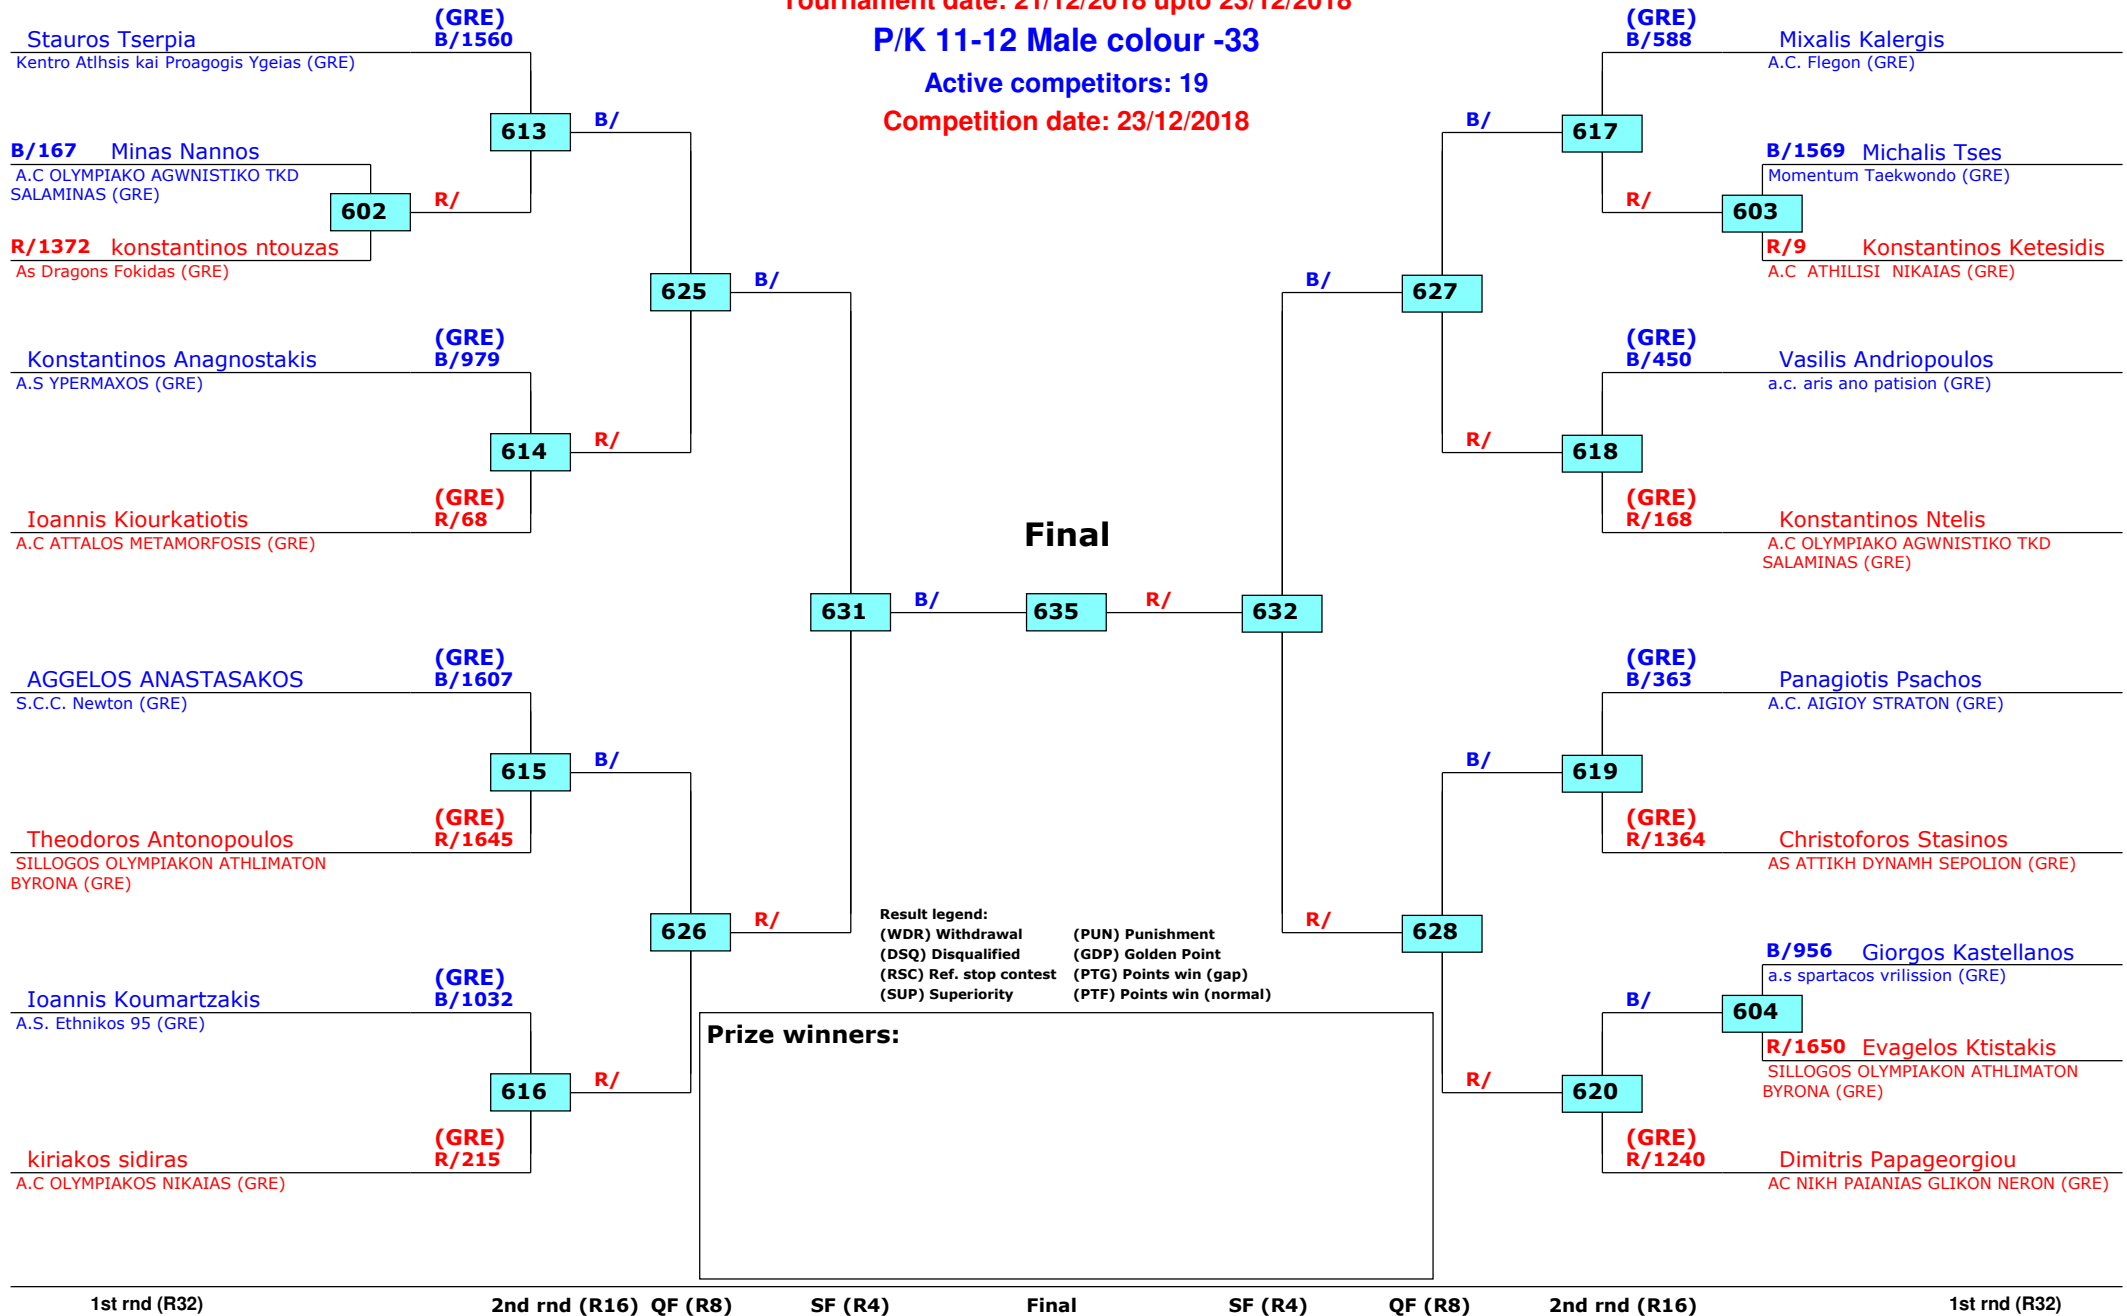 Tournament date: 21/12/2018 upto 23/12/2018
P/K 11-12 Male colour -33
Active competitors: 19
Competition date: 23/12/2018
(GRE)
Stauros Tserpia B/1560
Kentro Atlhsis kai Proagogis Ygeias (GRE)
613 B/
B/167 Minas Nannos
A.C OLYMPIAKO AGWNISTIKO TKD
SALAMINAS (GRE)
602 R/
R/1372 konstantinos ntouzas
As Dragons Fokidas (GRE)
625 B/
(GRE)
Konstantinos Anagnostakis B/979
A.S YPERMAXOS (GRE)
614 R/
(GRE)
Ioannis Kiourkatiotis R/68
A.C ATTALOS METAMORFOSIS (GRE)
631 B/
(GRE)
AGGELOS ANASTASAKOS B/1607
S.C.C. Newton (GRE)
615 B/
(GRE)
Theodoros Antonopoulos R/1645
SILLOGOS OLYMPIAKON ATHLIMATON
BYRONA (GRE)
626 R/
(GRE)
Ioannis Koumartzakis B/1032
A.S. Ethnikos 95 (GRE)
616 R/
(GRE)
kiriakos sidiras R/215
A.C OLYMPIAKOS NIKAIAS (GRE)
Final
635
(GRE)
B/588 Mixalis Kalergis
A.C. Flegon (GRE)
B/ 617
B/1569 Michalis Tses
Momentum Taekwondo (GRE)
R/ 603
R/9 Konstantinos Ketesidis
A.C ATHILISI NIKAIAS (GRE)
B/ 627
(GRE)
B/450 Vasilis Andriopoulos
a.c. aris ano patision (GRE)
R/ 618
(GRE)
R/168 Konstantinos Ntelis
A.C OLYMPIAKO AGWNISTIKO TKD
SALAMINAS (GRE)
R/ 632
(GRE)
B/363 Panagiotis Psachos
A.C. AIGIOY STRATON (GRE)
B/ 619
(GRE)
R/1364 Christoforos Stasinos
AS ATTIKH DYNAMH SEPOLION (GRE)
R/ 628
B/956 Giorgos Kastellanos
a.s spartacos vrilission (GRE)
B/ 604
R/1650 Evagelos Ktistakis
SILLOGOS OLYMPIAKON ATHLIMATON
BYRONA (GRE)
R/ 620
(GRE)
R/1240 Dimitris Papageorgiou
AC NIKH PAIANIAS GLIKON NERON (GRE)
Result legend:
(WDR) Withdrawal (PUN) Punishment
(DSQ) Disqualified (GDP) Golden Point
(RSC) Ref. stop contest (PTG) Points win (gap)
(SUP) Superiority (PTF) Points win (normal)
Prize winners:
1st rnd (R32) 2nd rnd (R16) QF (R8) SF (R4) Final SF (R4) QF (R8) 2nd rnd (R16) 1st rnd (R32)